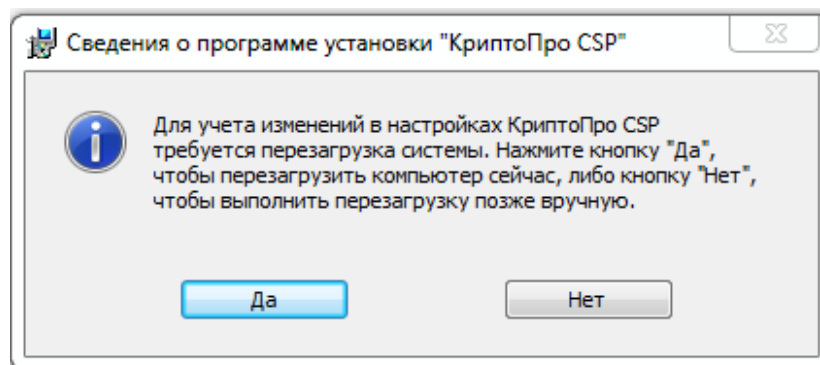 Сведения о программе установки "КриптоПро CSP"
Для учета изменений в настройках КриптоПро CSP
требуется перезагрузка системы. Нажмите кнопку "Да",
чтобы перезагрузить компьютер сейчас, либо кнопку "Нет",
чтобы выполнить перезагрузку позже вручную.
Да Нет